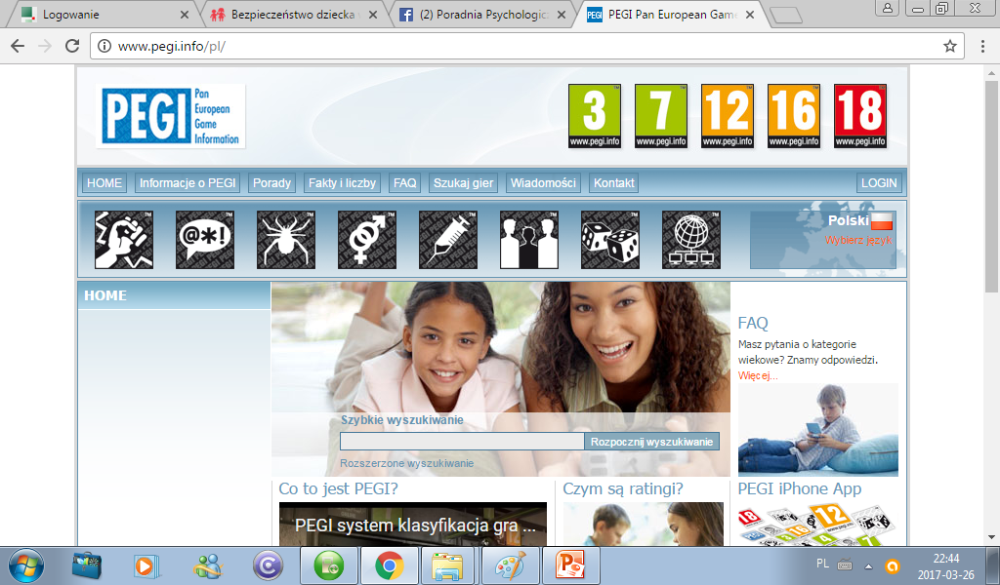 Logowanie
Bezpieczeństwo dziecka
(2) Poradnia Psychologic
PEGI Pan European Game
www.pegi.info/pl/
PEGI
Pan
European
Game
Information
3 7 12 16 18
www.pegi.info www.pegi.info www.pegi.info www.pegi.info www.pegi.info
HOME Informacje o PEGI Porady Fakty i liczby FAQ Szukaj gier Wiadomości Kontakt LOGIN
@*!
Polski
Wybierz język
HOME
FAQ
Masz pytania o kategorie
wiekowe? Znamy odpowiedzi.
Więcej...
Szybkie wyszukiwanie
Rozpocznij wyszukiwanie
Rozszerzone wyszukiwanie
Co to jest PEGI?
Czym są ratingi?
PEGI iPhone App
PEGI system klasyfikacja gra ...
18
12
PL
22:44
2017-03-26